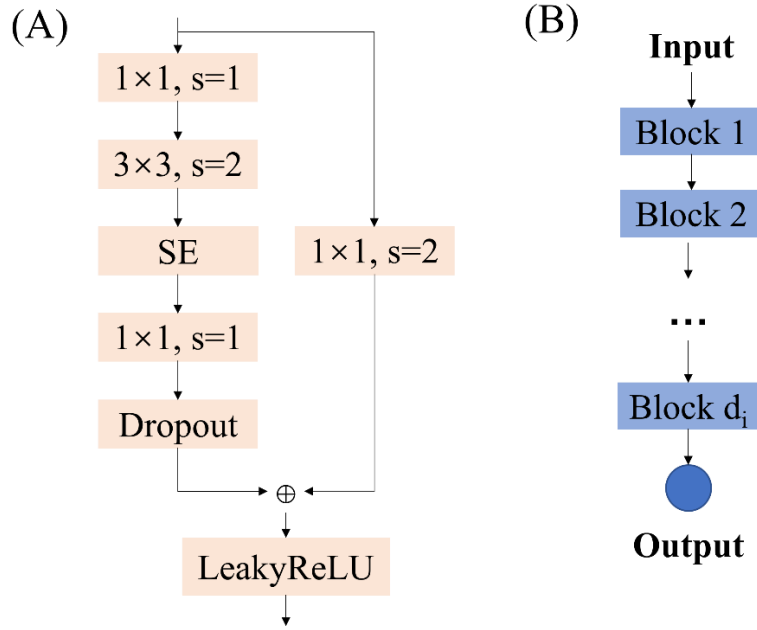 (A)
1×1, s=1
3×3, s=2
SE
1×1, s=1
Dropout
1×1, s=2
⊕
LeakyReLU
(B)
Input
Block 1
Block 2
...
Block dᵢ
Output